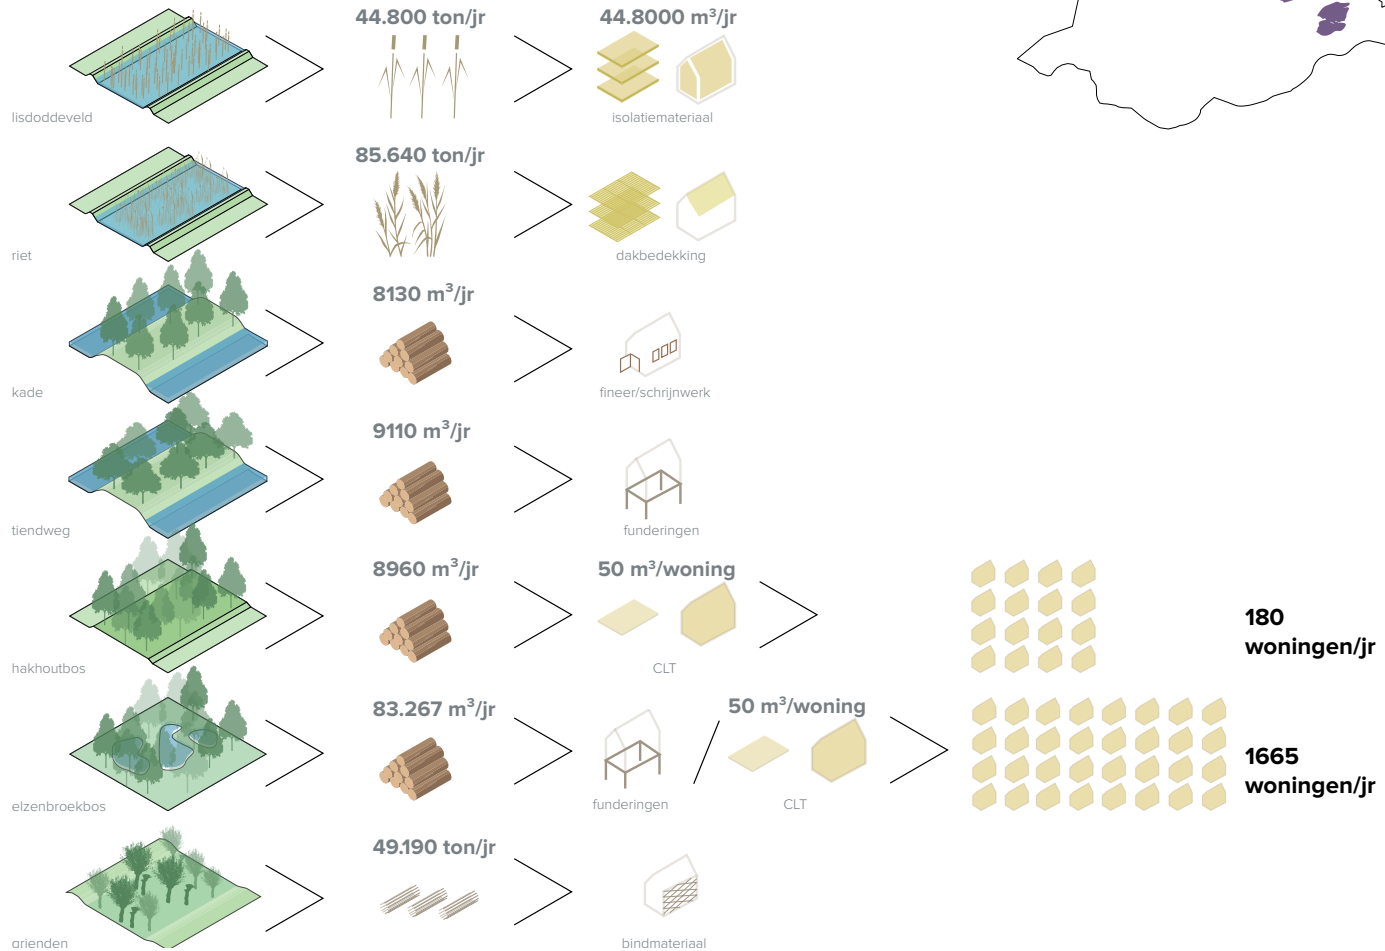 44.800 ton/jr
44.8000 m³/jr
lisdoddeveld
isolatiemateriaal
85.640 ton/jr
riet
dakbedekking
8130 m³/jr
kade
fineer/schrijnwerk
9110 m³/jr
tiendweg
funderingen
8960 m³/jr
50 m³/woning
180
woningen/jr
hakhoutbos
CLT
83.267 m³/jr
50 m³/woning
1665
woningen/jr
elzenbroekbos
funderingen
CLT
49.190 ton/jr
grienden
bindmateriaal